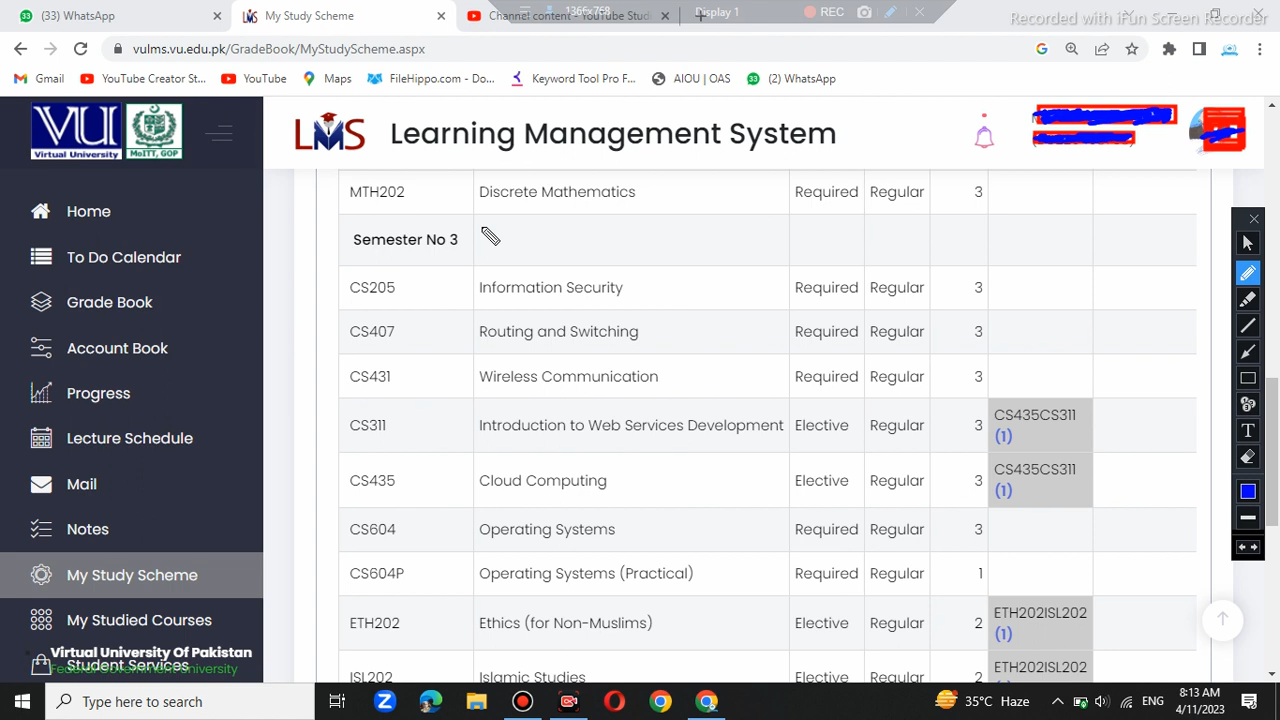 (33) WhatsApp
My Study Scheme
Channel content - YouTube Studi
1366x768
Display 1
REC
Recorded with iFun Screen Recorder
vulms.vu.edu.pk/GradeBook/MyStudyScheme.aspx
Gmail
YouTube Creator St...
YouTube
Maps
FileHippo.com - Do...
Keyword Tool Pro F...
AIOU | OAS
(2) WhatsApp
VU
Virtual University
MoITT, GOP
LMS
Learning Management System
Home
To Do Calendar
Grade Book
Account Book
Progress
Lecture Schedule
Mail
Notes
My Study Scheme
My Studied Courses
Student Services
Virtual University Of Pakistan
Federal Government University
MTH202 Discrete Mathematics Required Regular 3
Semester No 3
CS205 Information Security Required Regular 3
CS407 Routing and Switching Required Regular 3
CS431 Wireless Communication Required Regular 3
CS311 Introduction to Web Services Development Elective Regular 3 CS435CS311
(1)
CS435 Cloud Computing Elective Regular 3 CS435CS311
(1)
CS604 Operating Systems Required Regular 3
CS604P Operating Systems (Practical) Required Regular 1
ETH202 Ethics (for Non-Muslims) Elective Regular 2 ETH202ISL202
(1)
ISL202 Islamic Studies Elective Regular 2 ETH202ISL202
Type here to search
35°C Haze
ENG
8:13 AM
4/11/2023